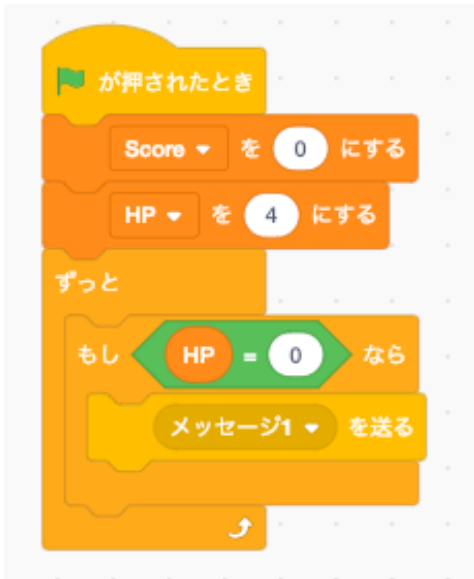 が押されたとき
Score を 0 にする
HP を 4 にする
ずっと
もし HP = 0 なら
メッセージ1 を送る